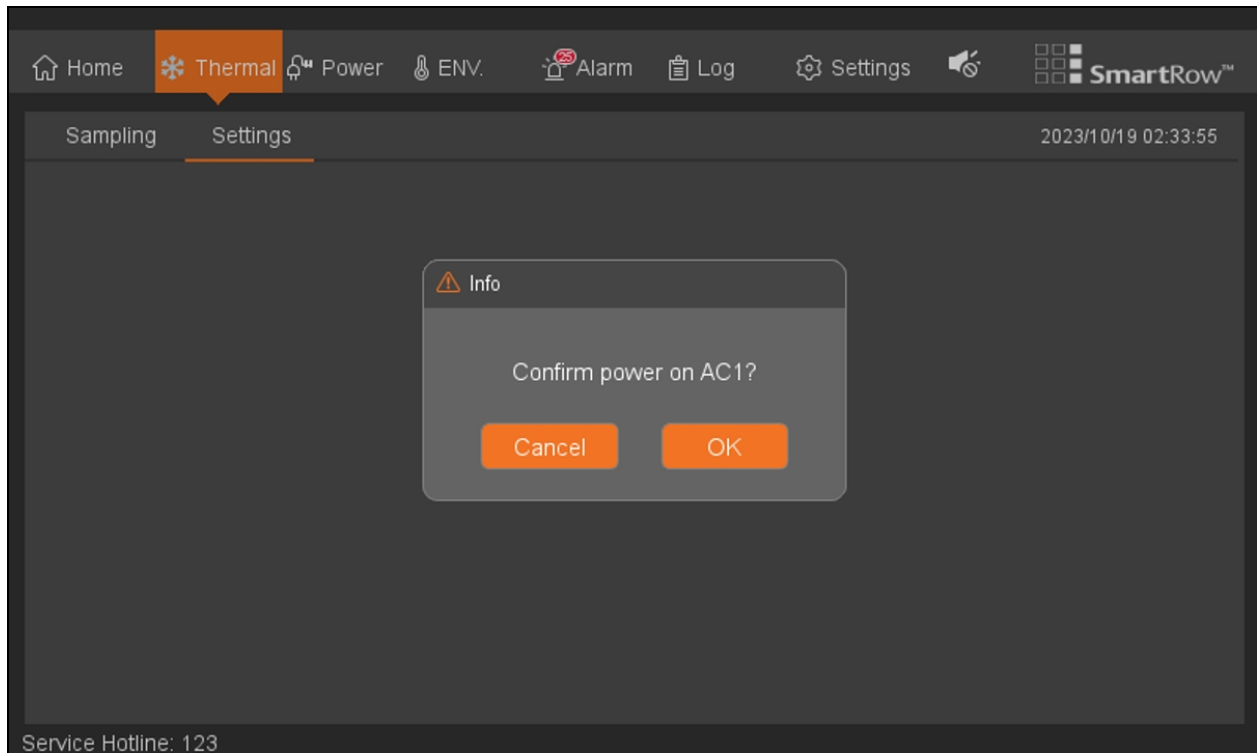 Home Thermal Power ENV. 25 Alarm Log Settings SmartRow™
Sampling Settings 2023/10/19 02:33:55
Info
Confirm power on AC1?
Cancel OK
Service Hotline: 123